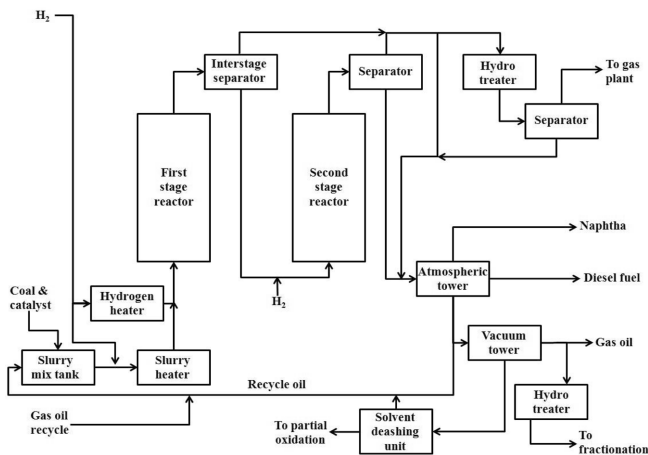 H2
Interstage
separator
Separator
Hydro
treater
To gas
plant
Separator
First
stage
reactor
Second
stage
reactor
Naphtha
Atmospheric
tower
Diesel fuel
Coal &
catalyst
Hydrogen
heater
H2
Vacuum
tower
Gas oil
Slurry
mix tank
Slurry
heater
Recycle oil
Hydro
treater
Gas oil
recycle
To partial
oxidation
Solvent
deashing
unit
To
fractionation